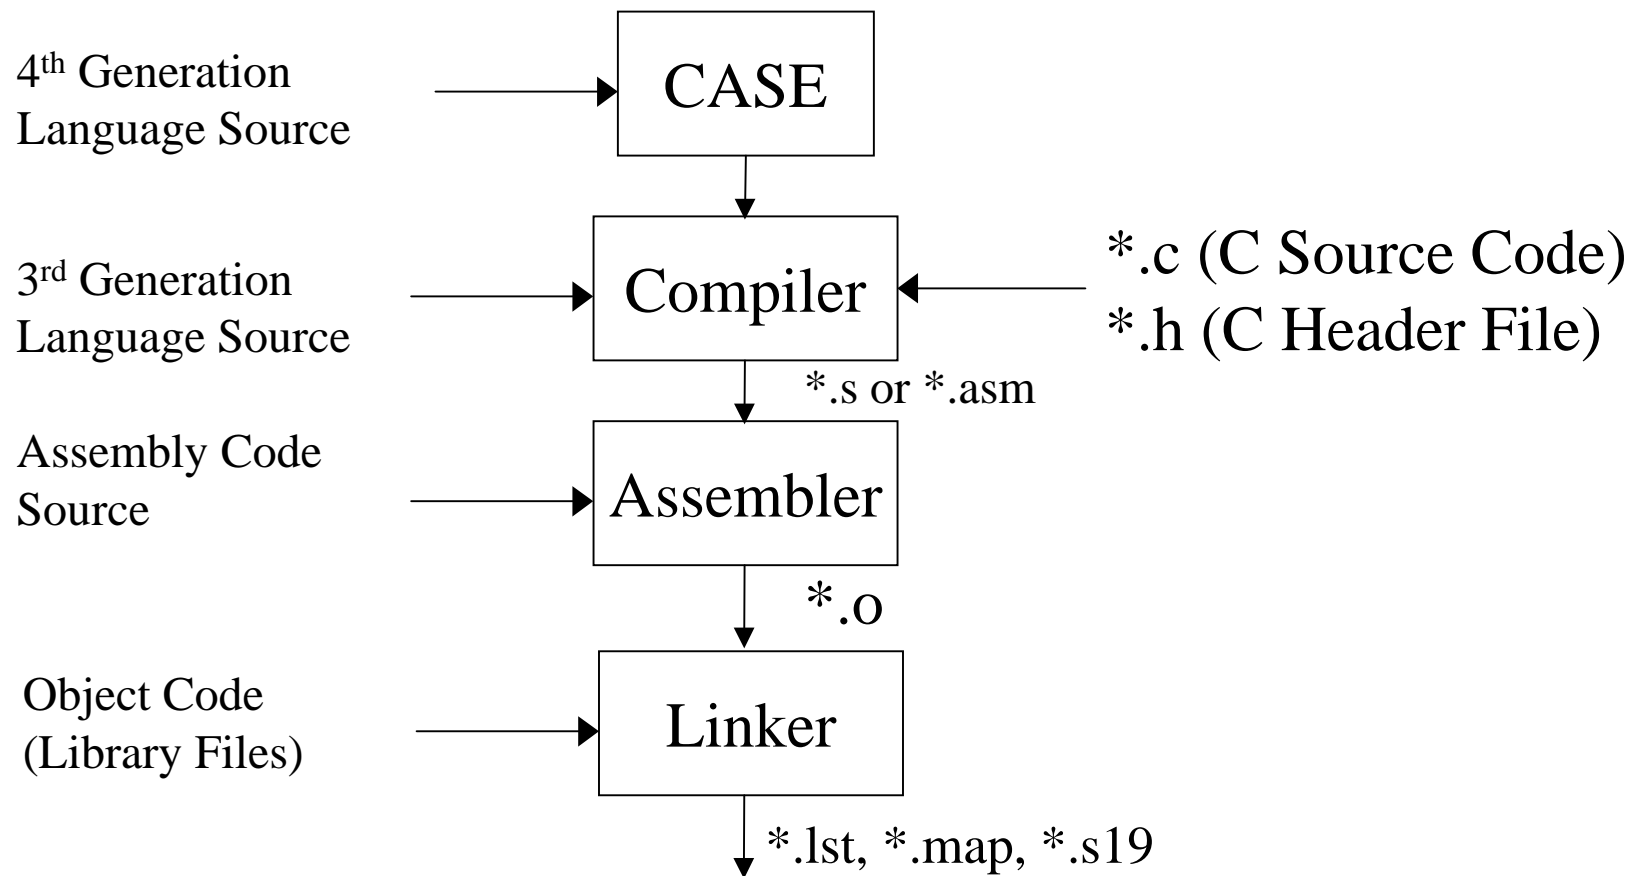 4th Generation
Language Source
CASE
3rd Generation
Language Source
Compiler
*.c (C Source Code)
*.h (C Header File)
*.s or *.asm
Assembly Code
Source
Assembler
*.o
Object Code
(Library Files)
Linker
*.lst, *.map, *.s19